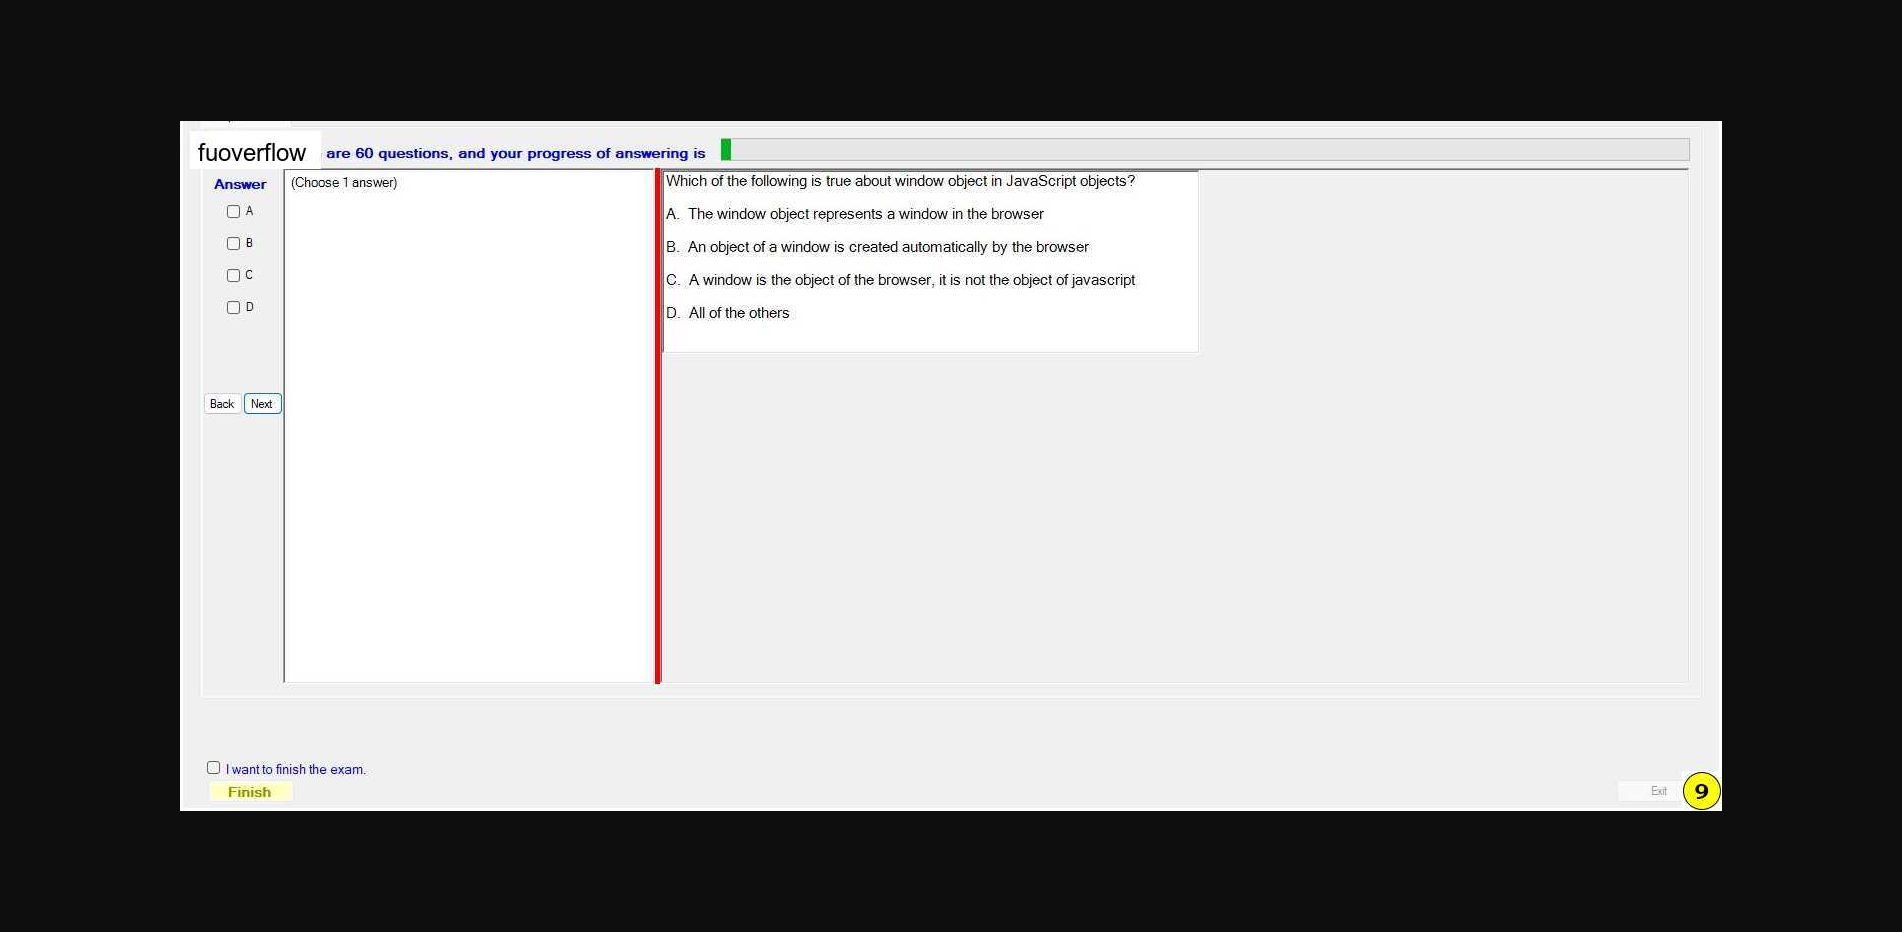 fuoverflow are 60 questions, and your progress of answering is
Answer
(Choose 1 answer)
A
B
C
D
Back Next
Which of the following is true about window object in JavaScript objects?
A. The window object represents a window in the browser
B. An object of a window is created automatically by the browser
C. A window is the object of the browser, it is not the object of javascript
D. All of the others
I want to finish the exam.
Finish
Exit
9